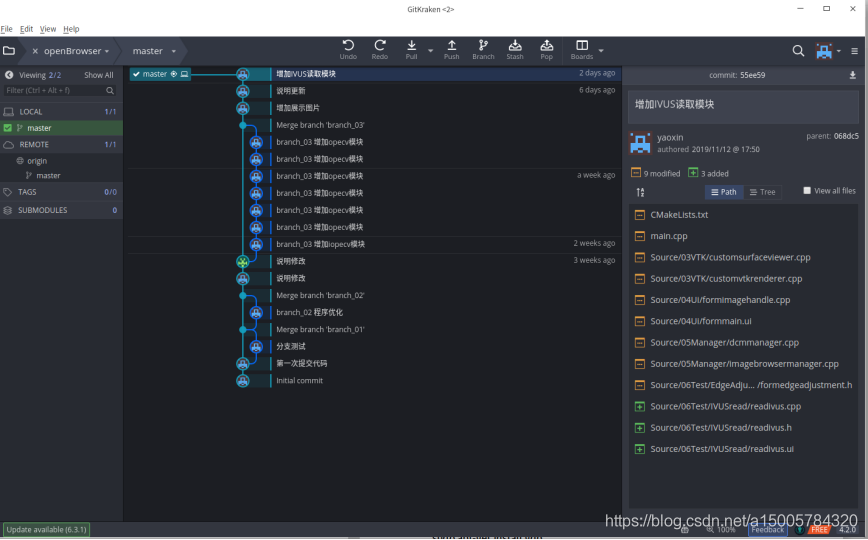 GitKraken <2>
File Edit View Help
openBrowser master Undo Redo Pull Push Branch Stash Pop Boards
Viewing 2/2 Show All
Filter (Ctrl + Alt + f)
LOCAL 1/1
master
REMOTE 1/1
origin
master
TAGS 0/0
SUBMODULES 0
master 增加IVUS读取模块 2 days ago
说明更新 6 days ago
增加展示图片
Merge branch 'branch_03'
branch_03 增加opecv模块
branch_03 增加opecv模块
branch_03 增加opecv模块 a week ago
branch_03 增加opecv模块
branch_03 增加opecv模块
branch_03 增加opecv模块
branch_03 增加iopecv模块 2 weeks ago
说明修改 3 weeks ago
说明修改
Merge branch 'branch_02'
branch_02 程序优化
Merge branch 'branch_01'
分支测试
第一次提交代码
Initial commit
commit: 55ee59
增加IVUS读取模块
yaoxin parent: 068dc5
authored 2019/11/12 @ 17:50
9 modified 3 added
Path Tree View all files
CMakeLists.txt
main.cpp
Source/03VTK/customsurfaceviewer.cpp
Source/03VTK/customvtkrenderer.cpp
Source/04UI/formimagehandle.cpp
Source/04UI/formmain.ui
Source/05Manager/dcmmanager.cpp
Source/05Manager/imagebrowsermanager.cpp
Source/06Test/EdgeAdju... /formedgeadjustment.h
Source/06Test/IVUSread/readivus.cpp
Source/06Test/IVUSread/readivus.h
Source/06Test/IVUSread/readivus.ui
https://blog.csdn.net/a15005784320
Update available (6.3.1) 100% Feedback FREE 4.2.0